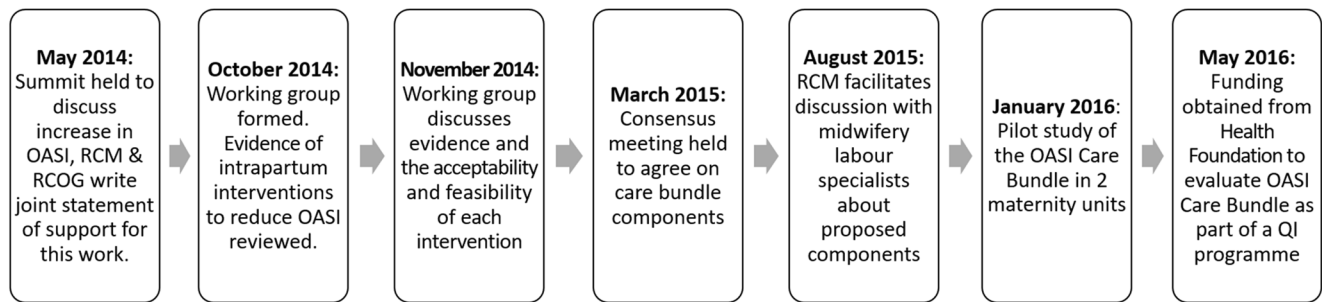 May 2014:
Summit held to
discuss
increase in
OASI, RCM &
RCOG write
joint statement
of support for
this work.
October 2014:
Working group
formed.
Evidence of
intrapartum
interventions
to reduce OASI
reviewed.
November 2014:
Working group
discusses
evidence and
the acceptability
and feasibility
of each
intervention
March 2015:
Consensus
meeting held
to agree on
care bundle
components
August 2015:
RCM facilitates
discussion with
midwifery
labour
specialists
about
proposed
components
January 2016:
Pilot study of
the OASI Care
Bundle in 2
maternity units
May 2016:
Funding
obtained from
Health
Foundation to
evaluate OASI
Care Bundle as
part of a QI
programme